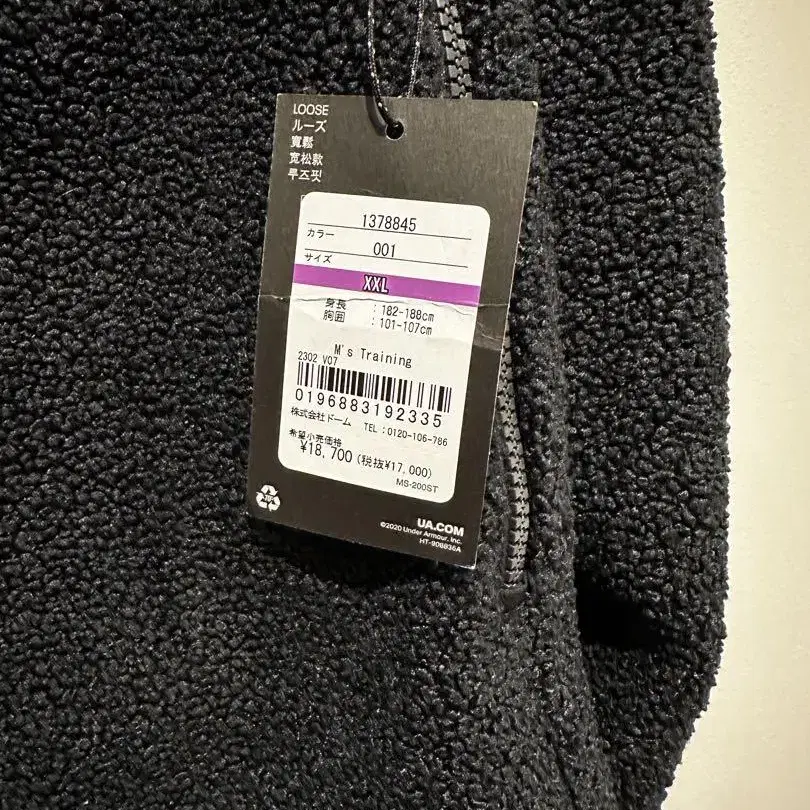 LOOSE
ルーズ
寬鬆
宽松款
루즈핏
1378845
カラー
001
サイズ
XXL
身長 :182-188cm
胸囲 :101-107cm
M's Training
2302 V07
0196883192335
株式会社ドーム TEL:0120-106-786
希望小売価格
¥18,700(税抜¥17,000)
MS-200ST
UA.COM
©2020 Under Armour, Inc.
HT-906836A